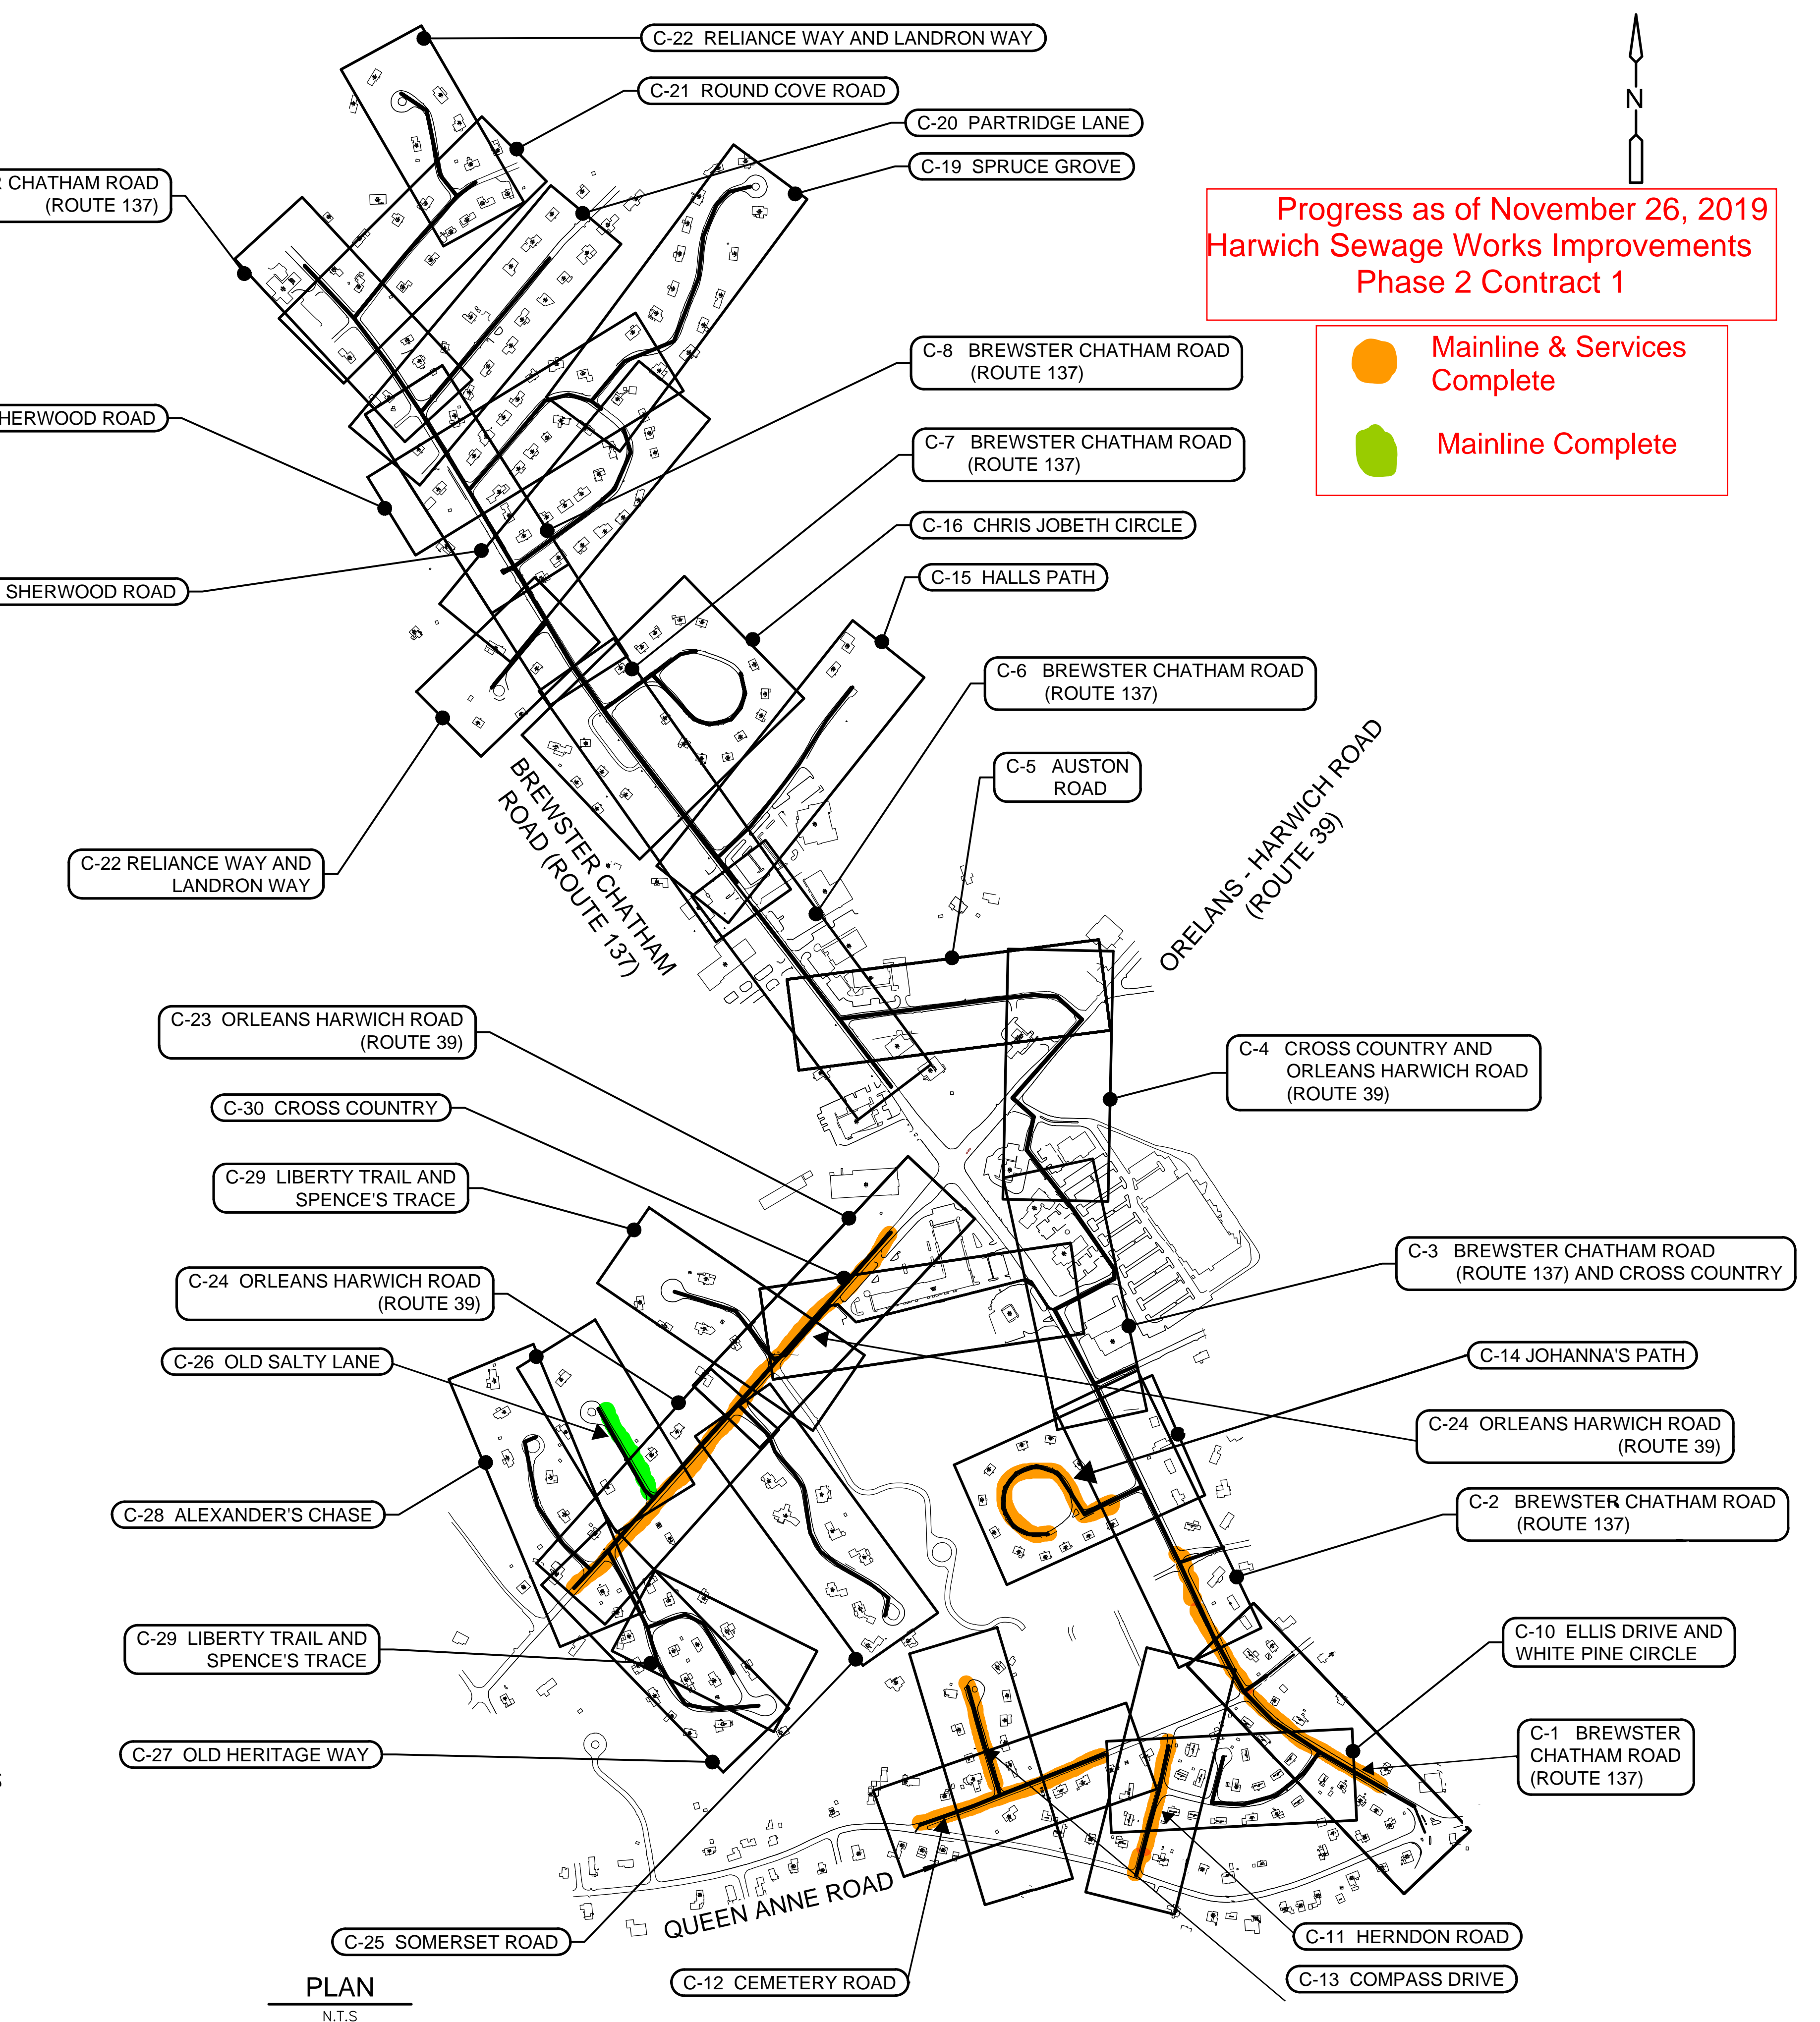 C-22 RELIANCE WAY AND LANDRON WAY
C-21 ROUND COVE ROAD
C-20 PARTRIDGE LANE
C-19 SPRUCE GROVE
N
CHATHAM ROAD
(ROUTE 137)
Progress as of November 26, 2019
Harwich Sewage Works Improvements
Phase 2 Contract 1
Mainline & Services
Complete
Mainline Complete
C-8 BREWSTER CHATHAM ROAD
(ROUTE 137)
HERWOOD ROAD
C-7 BREWSTER CHATHAM ROAD
(ROUTE 137)
C-16 CHRIS JOBETH CIRCLE
C-15 HALLS PATH
SHERWOOD ROAD
C-6 BREWSTER CHATHAM ROAD
(ROUTE 137)
C-5 AUSTON
ROAD
BREWSTER CHATHAM
ROAD (ROUTE 137)
ORELANS - HARWICH ROAD
(ROUTE 39)
C-22 RELIANCE WAY AND
LANDRON WAY
C-23 ORLEANS HARWICH ROAD
(ROUTE 39)
C-4 CROSS COUNTRY AND
ORLEANS HARWICH ROAD
(ROUTE 39)
C-30 CROSS COUNTRY
C-29 LIBERTY TRAIL AND
SPENCE'S TRACE
C-3 BREWSTER CHATHAM ROAD
(ROUTE 137) AND CROSS COUNTRY
C-24 ORLEANS HARWICH ROAD
(ROUTE 39)
C-14 JOHANNA'S PATH
C-26 OLD SALTY LANE
C-24 ORLEANS HARWICH ROAD
(ROUTE 39)
C-2 BREWSTER CHATHAM ROAD
(ROUTE 137)
C-28 ALEXANDER'S CHASE
C-29 LIBERTY TRAIL AND
SPENCE'S TRACE
C-10 ELLIS DRIVE AND
WHITE PINE CIRCLE
C-27 OLD HERITAGE WAY
C-1 BREWSTER
CHATHAM ROAD
(ROUTE 137)
QUEEN ANNE ROAD
C-25 SOMERSET ROAD
C-11 HERNDON ROAD
C-12 CEMETERY ROAD
C-13 COMPASS DRIVE
PLAN
N.T.S